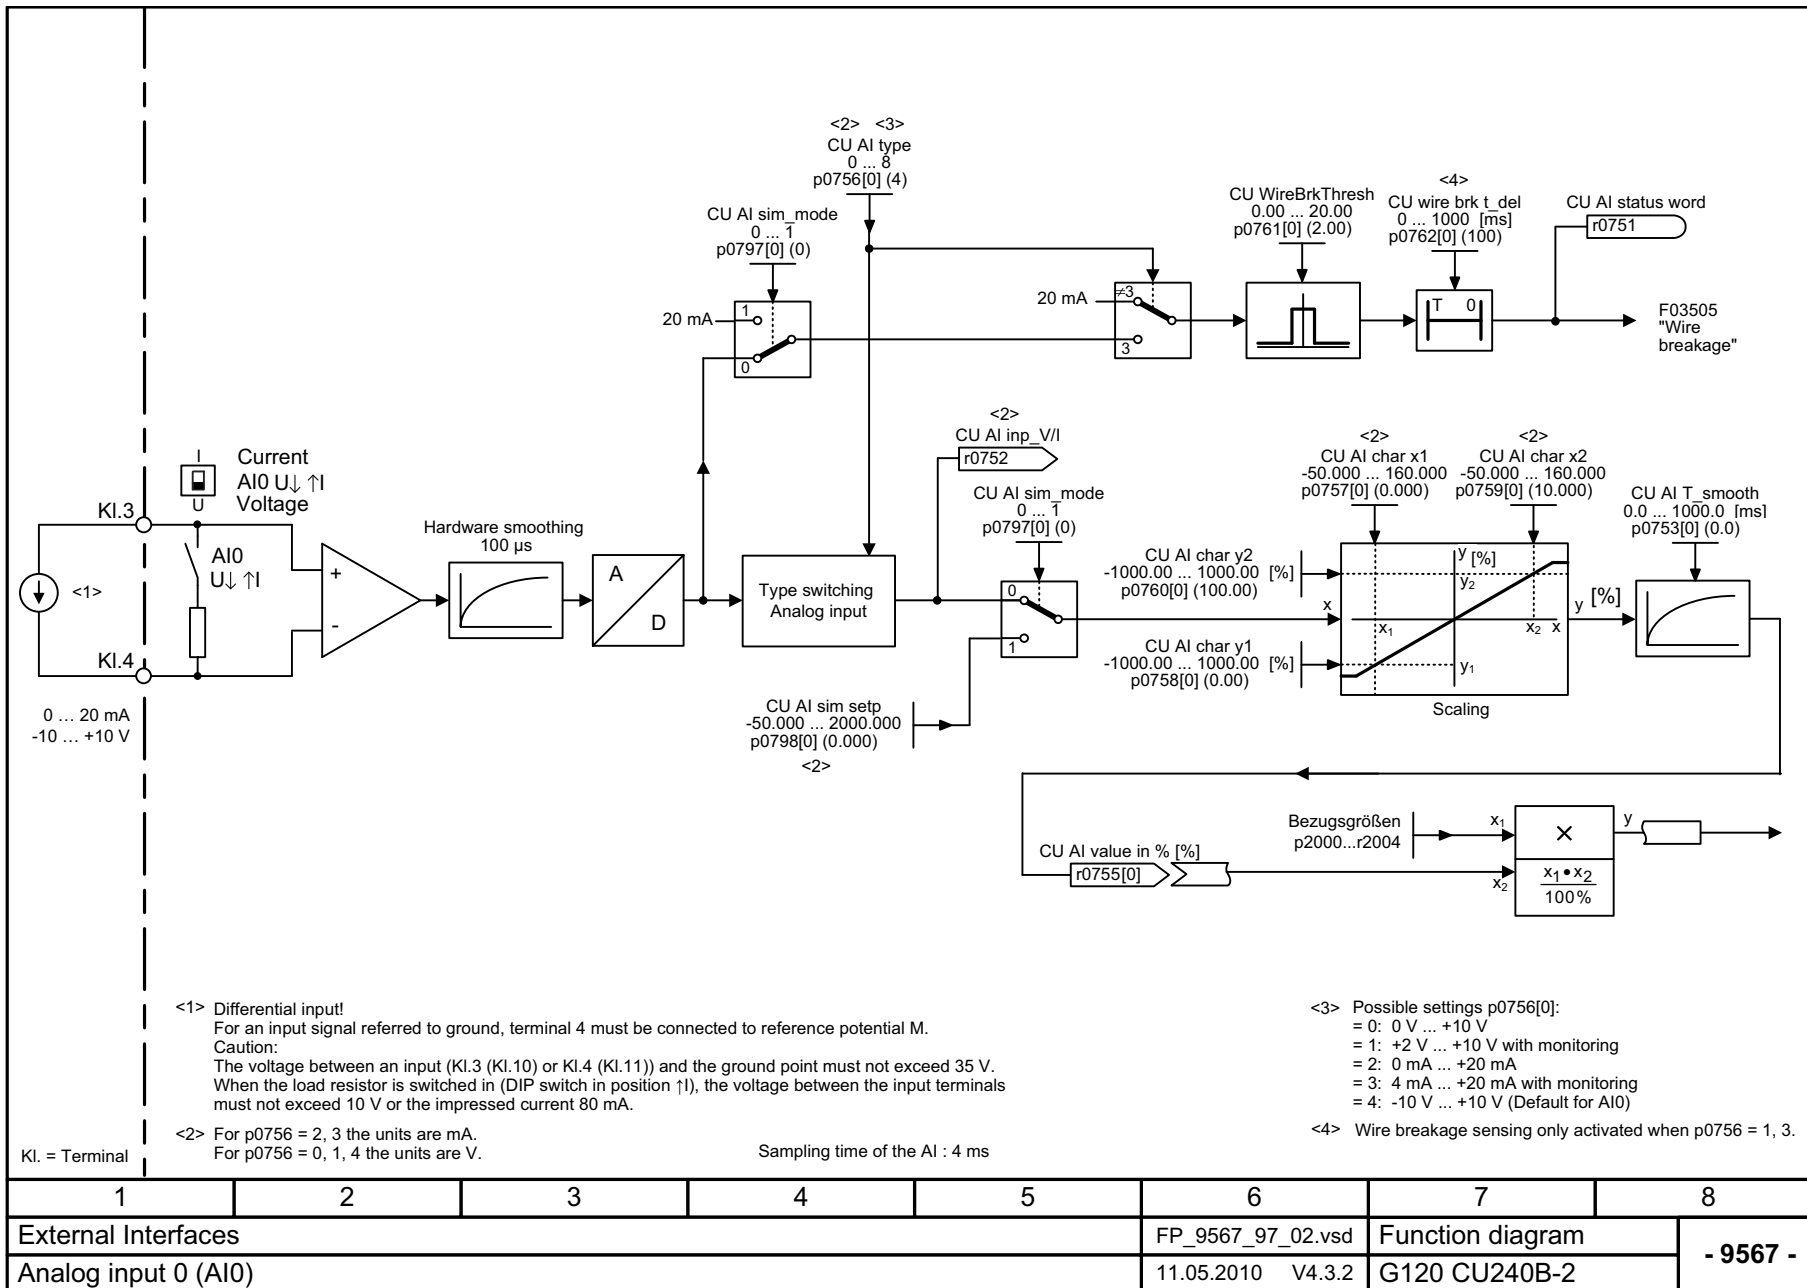 <2> <3>
CU AI type
0 ... 8
p0756[0] (4)
CU AI sim_mode
0 ... 1
p0797[0] (0)
20 mA
1
0
20 mA
≠3
3
CU WireBrkThresh
0.00 ... 20.00
p0761[0] (2.00)
<4>
CU wire brk t_del
0 ... 1000 [ms]
p0762[0] (100)
T 0
CU AI status word
r0751
F03505
"Wire
breakage"
I
U
Current
AI0 U↓ ↑I
Voltage
Kl.3
AI0
U↓ ↑I
<1>
Kl.4
0 ... 20 mA
-10 ... +10 V
+
-
Hardware smoothing
100 µs
A
D
Type switching
Analog input
<2>
CU AI inp_V/I
r0752
CU AI sim_mode
0 ... 1
p0797[0] (0)
0
1
CU AI sim setp
-50.000 ... 2000.000
p0798[0] (0.000)
<2>
CU AI char y2
-1000.00 ... 1000.00 [%]
p0760[0] (100.00)
x
CU AI char y1
-1000.00 ... 1000.00 [%]
p0758[0] (0.00)
<2>
CU AI char x1
-50.000 ... 160.000
p0757[0] (0.000)
<2>
CU AI char x2
-50.000 ... 160.000
p0759[0] (10.000)
y [%]
y2
x1
x2 x
y1
Scaling
y [%]
CU AI T_smooth
0.0 ... 1000.0 [ms]
p0753[0] (0.0)
Bezugsgrößen
p2000...r2004
x1
×
y
CU AI value in % [%]
r0755[0]
x2
x1 • x2
100%
<1> Differential input!
For an input signal referred to ground, terminal 4 must be connected to reference potential M.
Caution:
The voltage between an input (Kl.3 (Kl.10) or Kl.4 (Kl.11)) and the ground point must not exceed 35 V.
When the load resistor is switched in (DIP switch in position ↑I), the voltage between the input terminals
must not exceed 10 V or the impressed current 80 mA.
<2> For p0756 = 2, 3 the units are mA.
For p0756 = 0, 1, 4 the units are V.
Sampling time of the AI : 4 ms
Kl. = Terminal
<3> Possible settings p0756[0]:
= 0: 0 V ... +10 V
= 1: +2 V ... +10 V with monitoring
= 2: 0 mA ... +20 mA
= 3: 4 mA ... +20 mA with monitoring
= 4: -10 V ... +10 V (Default for AI0)
<4> Wire breakage sensing only activated when p0756 = 1, 3.
1 2 3 4 5 6 7 8
External Interfaces
FP_9567_97_02.vsd
Function diagram
- 9567 -
Analog input 0 (AI0)
11.05.2010 V4.3.2
G120 CU240B-2